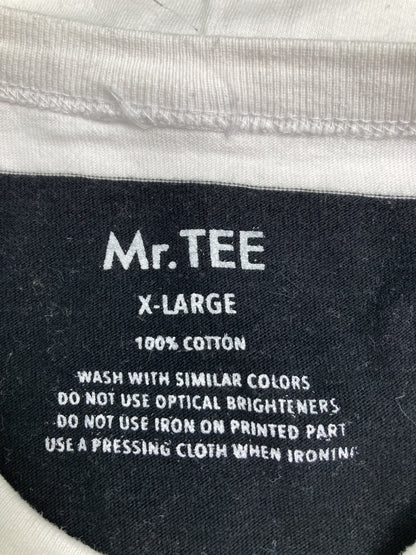 Mr. TEE
X-LARGE
100% COTTON
WASH WITH SIMILAR COLORS
DO NOT USE OPTICAL BRIGHTENERS
DO NOT USE IRON ON PRINTED PART
USE A PRESSING CLOTH WHEN IRONING